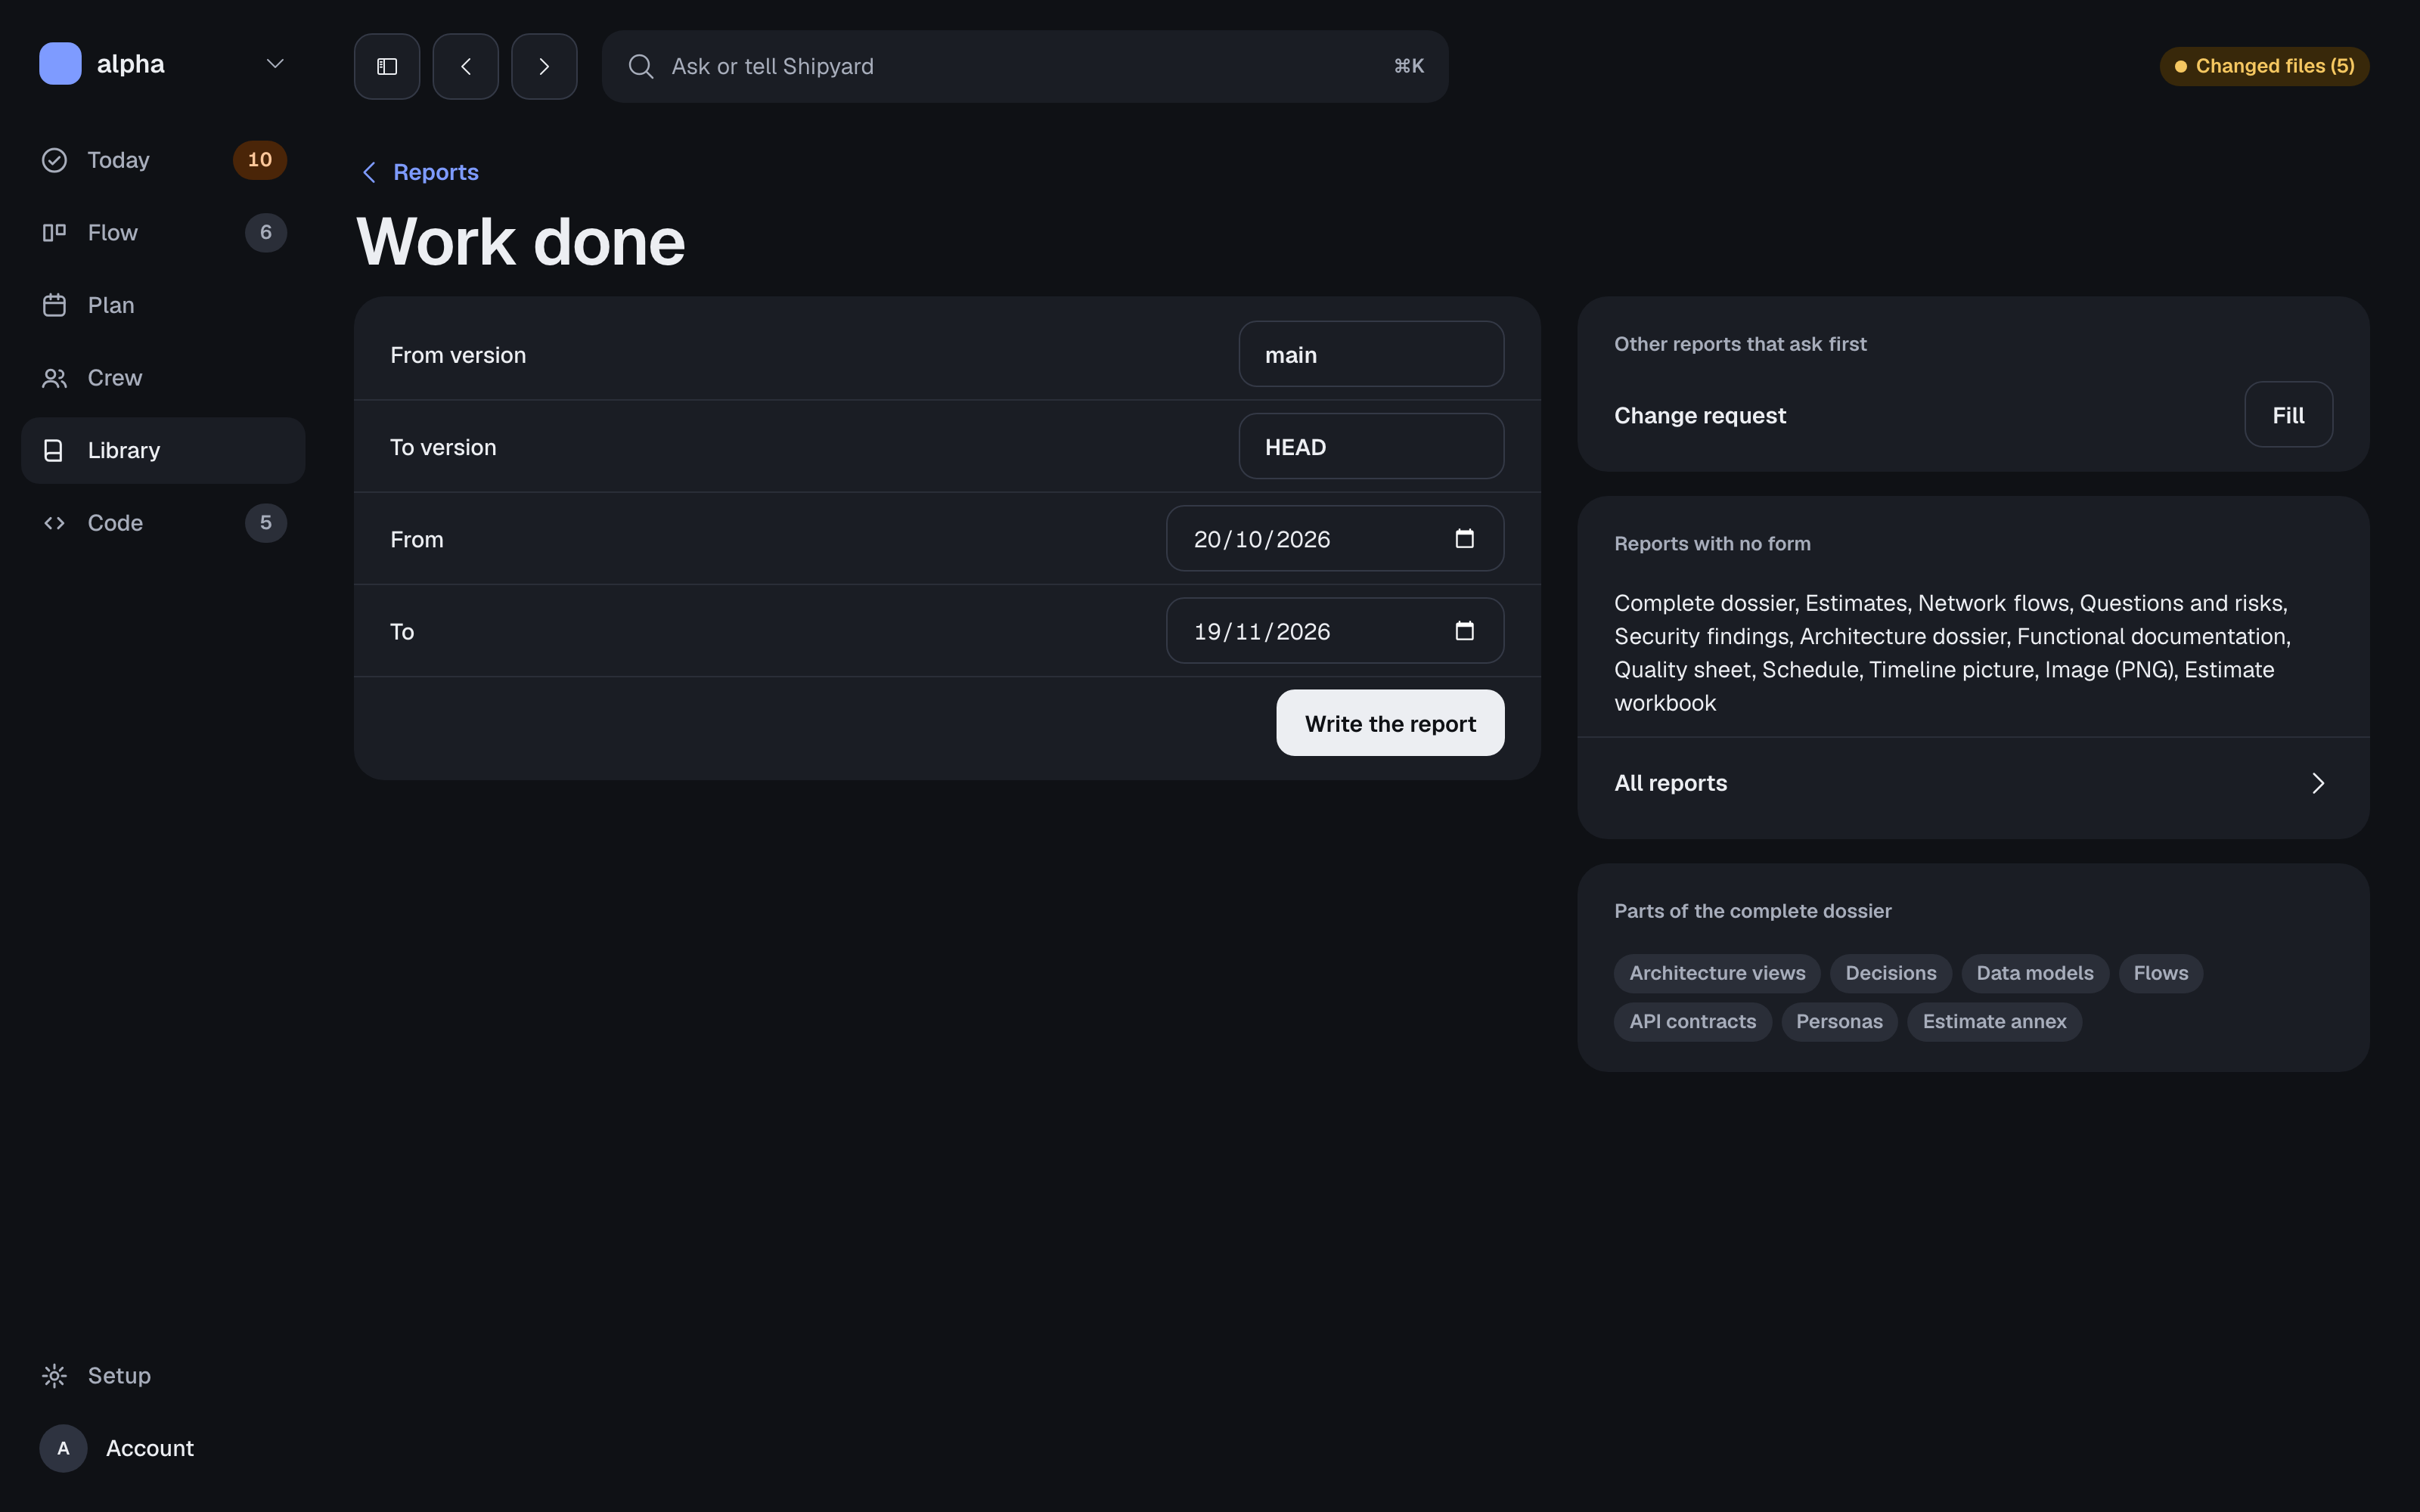 alpha
Today 10
Flow 6
Plan
Crew
Library
Code 5
Setup
A Account
Ask or tell Shipyard ⌘K
Changed files (5)
Reports
Work done
From version main
To version HEAD
From 20/10/2026
To 19/11/2026
Write the report
Other reports that ask first
Change request Fill
Reports with no form
Complete dossier, Estimates, Network flows, Questions and risks,
Security findings, Architecture dossier, Functional documentation,
Quality sheet, Schedule, Timeline picture, Image (PNG), Estimate
workbook
All reports
Parts of the complete dossier
Architecture views Decisions Data models Flows
API contracts Personas Estimate annex